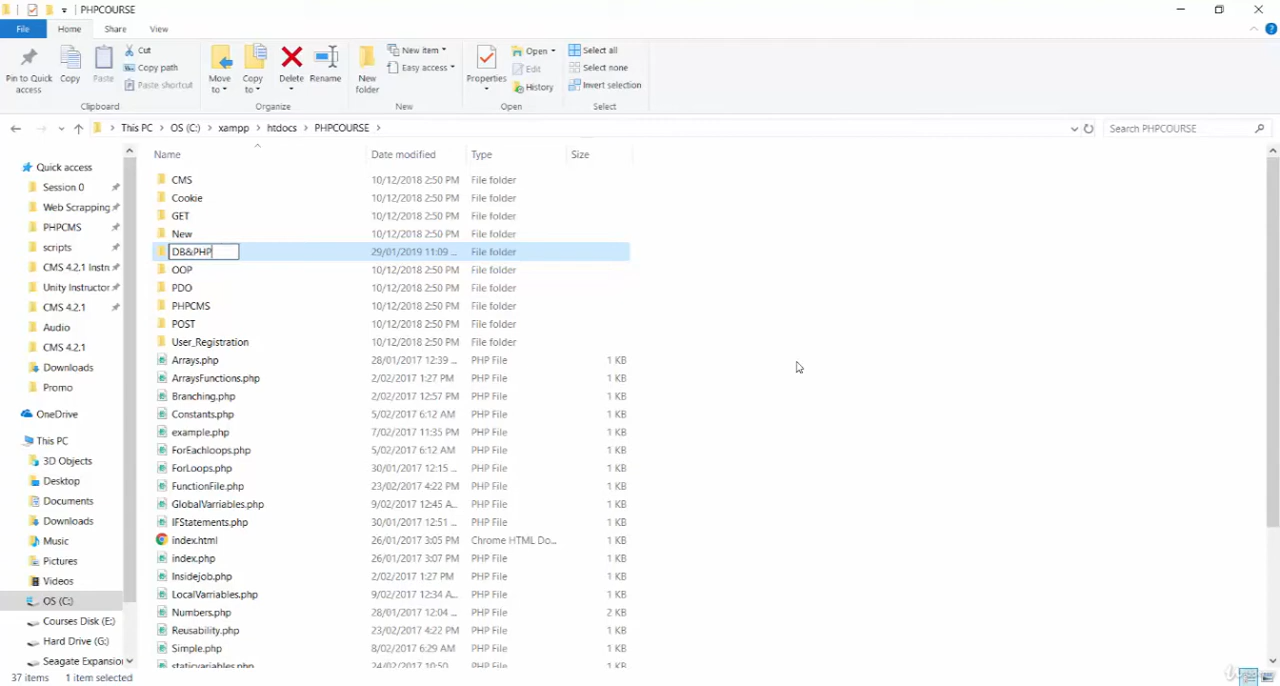 PHPCOURSE
File Home Share View
Pin to Quick access
Copy
Paste
Cut
Copy path
Paste shortcut
Clipboard
Move to
Copy to
Delete
Rename
Organize
New folder
New item
Easy access
New
Properties
Open
Edit
History
Open
Select all
Select none
Invert selection
Select
This PC > OS (C:) > xampp > htdocs > PHPCOURSE >
Search PHPCOURSE
Quick access
Session 0
Web Scrapping
PHPCMS
scripts
CMS 4.2.1 Instr
Unity Instructor
CMS 4.2.1
Audio
CMS 4.2.1
Downloads
Promo
OneDrive
This PC
3D Objects
Desktop
Documents
Downloads
Music
Pictures
Videos
OS (C:)
Courses Disk (E:)
Hard Drive (G:)
Seagate Expansio
Name Date modified Type Size
CMS 10/12/2018 2:50 PM File folder
Cookie 10/12/2018 2:50 PM File folder
GET 10/12/2018 2:50 PM File folder
New 10/12/2018 2:50 PM File folder
DB&PHP 29/01/2019 11:09 ... File folder
OOP 10/12/2018 2:50 PM File folder
PDO 10/12/2018 2:50 PM File folder
PHPCMS 10/12/2018 2:50 PM File folder
POST 10/12/2018 2:50 PM File folder
User_Registration 10/12/2018 2:50 PM File folder
Arrays.php 28/01/2017 12:39 ... PHP File 1 KB
ArraysFunctions.php 2/02/2017 1:27 PM PHP File 1 KB
Branching.php 2/02/2017 12:57 PM PHP File 1 KB
Constants.php 5/02/2017 6:12 AM PHP File 1 KB
example.php 7/02/2017 11:35 PM PHP File 1 KB
ForEachloops.php 5/02/2017 6:12 AM PHP File 1 KB
ForLoops.php 30/01/2017 12:15 ... PHP File 1 KB
FunctionFile.php 23/02/2017 4:22 PM PHP File 1 KB
GlobalVarriables.php 9/02/2017 12:45 A... PHP File 1 KB
IFStatements.php 30/01/2017 12:51 ... PHP File 1 KB
index.html 26/01/2017 3:05 PM Chrome HTML Do... 1 KB
index.php 26/01/2017 3:07 PM PHP File 1 KB
Insidejob.php 2/02/2017 1:27 PM PHP File 1 KB
LocalVarriables.php 9/02/2017 12:34 A... PHP File 1 KB
Numbers.php 28/01/2017 12:04 ... PHP File 2 KB
Reusability.php 23/02/2017 4:22 PM PHP File 1 KB
Simple.php 8/02/2017 6:29 AM PHP File 1 KB
staticvariables.php 24/02/2017 10:50 PHP File 1 KB
37 items 1 item selected